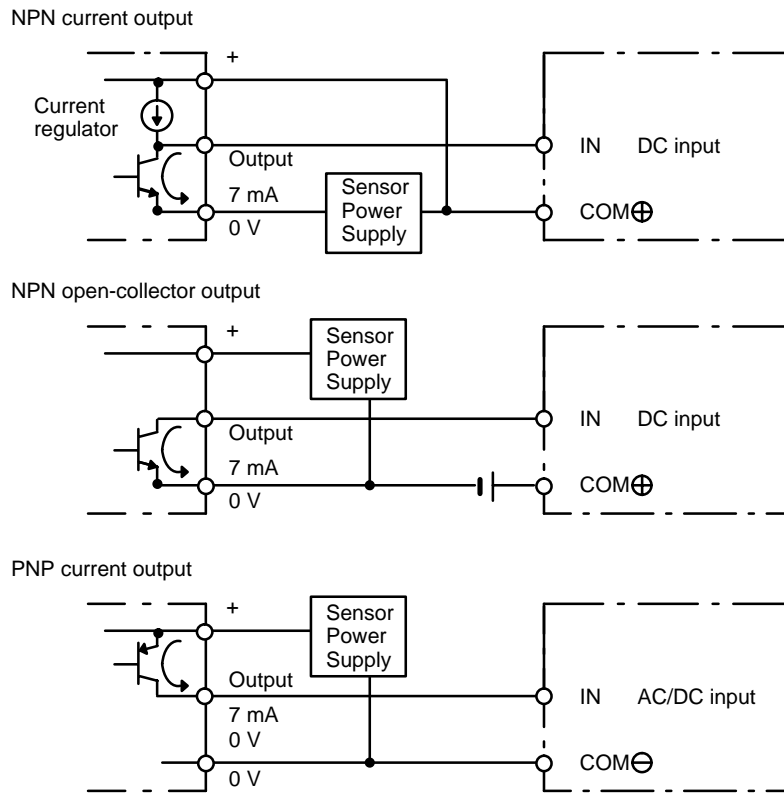 NPN current output
+
Current
regulator
Output
IN DC input
7 mA
Sensor
Power
Supply
COM⊕
0 V
NPN open-collector output
+
Sensor
Power
Supply
Output
IN DC input
7 mA
COM⊕
0 V
PNP current output
+
Sensor
Power
Supply
Output
IN AC/DC input
7 mA
0 V
COM⊖
0 V